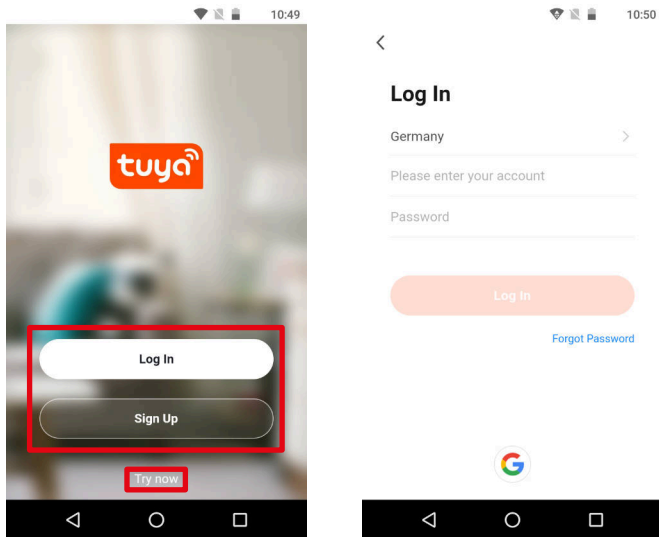 10:49
tuya
Log In
Sign Up
Try now
10:50
Log In
Germany
Please enter your account
Password
Log In
Forgot Password
G